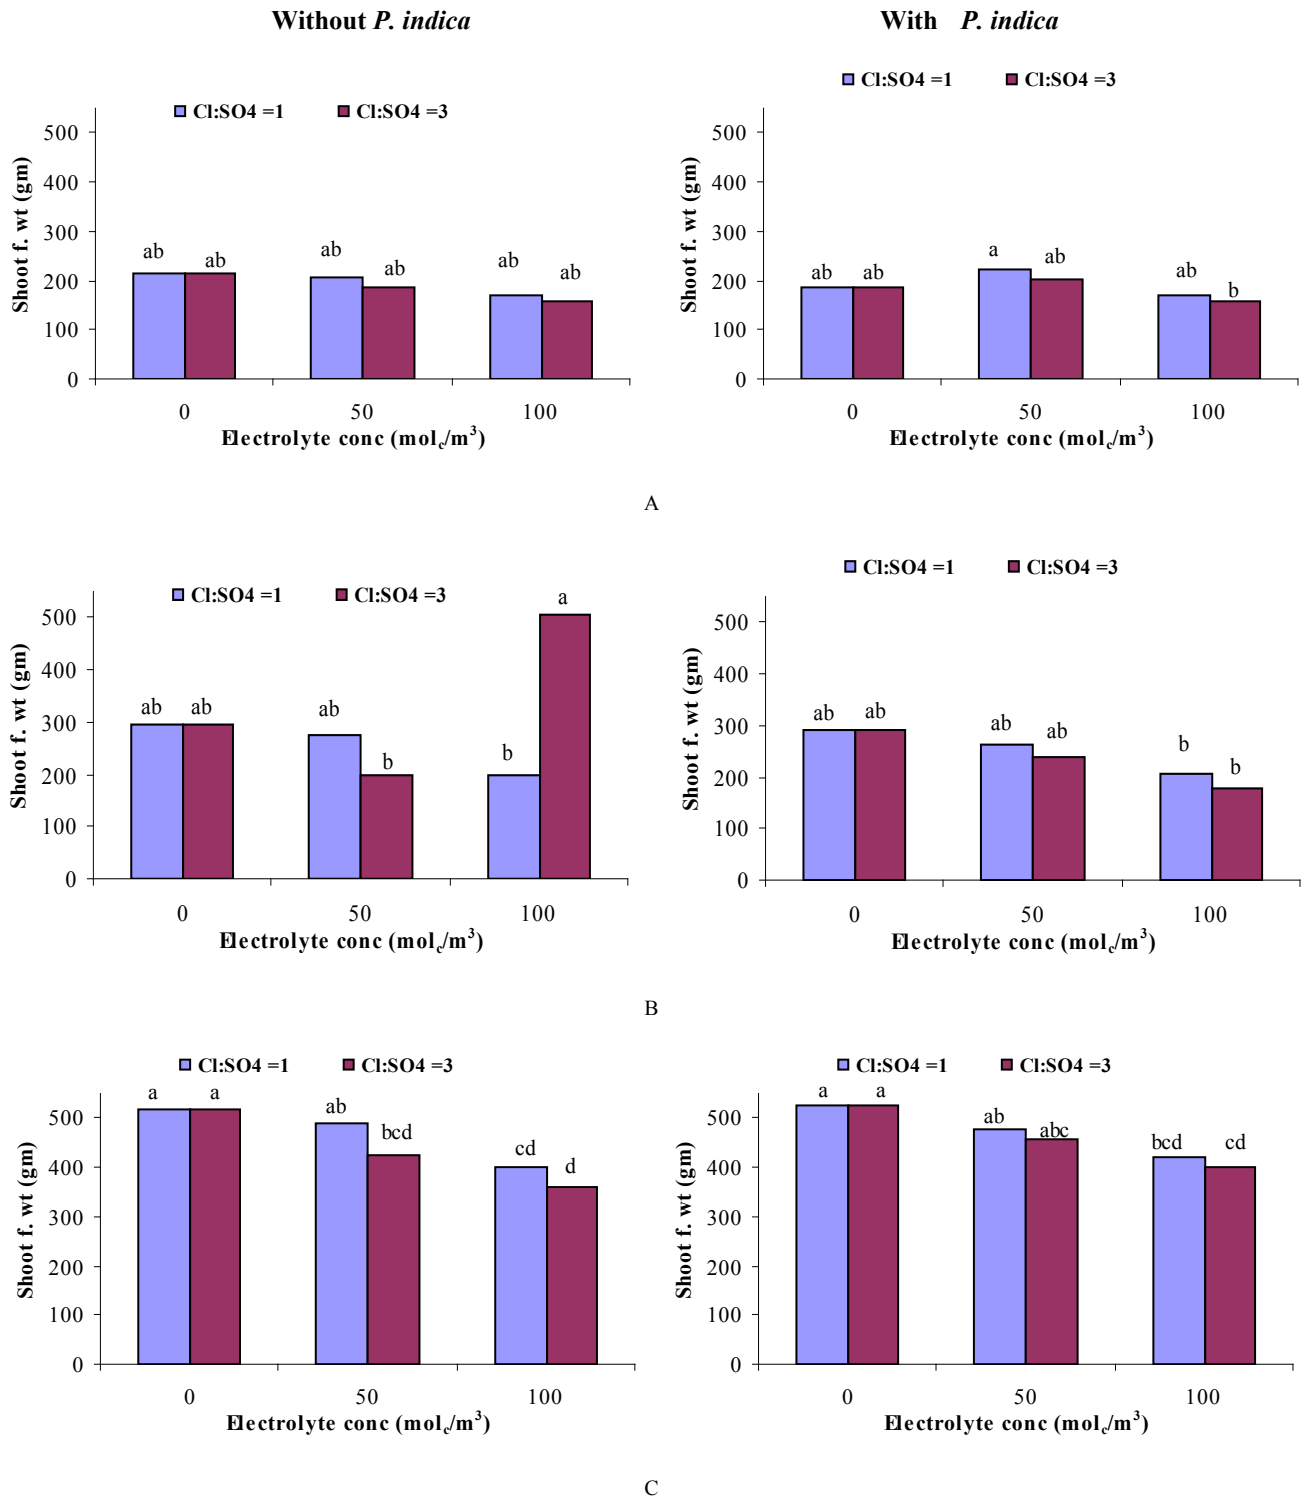 Without P. indica
With P. indica
Cl:SO4 =1 Cl:SO4 =3
Shoot f. wt (gm)
500
400
300
200
100
0
ab ab ab ab ab ab
0 50 100
Electrolyte conc (molc/m³)
Cl:SO4 =1 Cl:SO4 =3
Shoot f. wt (gm)
500
400
300
200
100
0
ab ab a ab ab b
0 50 100
Electrolyte conc (molc/m³)
A
Cl:SO4 =1 Cl:SO4 =3
Shoot f. wt (gm)
500
400
300
200
100
0
ab ab ab b b a
0 50 100
Electrolyte conc (molc/m³)
Cl:SO4 =1 Cl:SO4 =3
Shoot f. wt (gm)
500
400
300
200
100
0
ab ab ab ab b b
0 50 100
Electrolyte conc (molc/m³)
B
Cl:SO4 =1 Cl:SO4 =3
Shoot f. wt (gm)
500
400
300
200
100
0
a a ab bcd cd d
0 50 100
Electrolyte conc (molc/m³)
Cl:SO4 =1 Cl:SO4 =3
Shoot f. wt (gm)
500
400
300
200
100
0
a a ab abc bcd cd
0 50 100
Electrolyte conc (molc/m³)
C